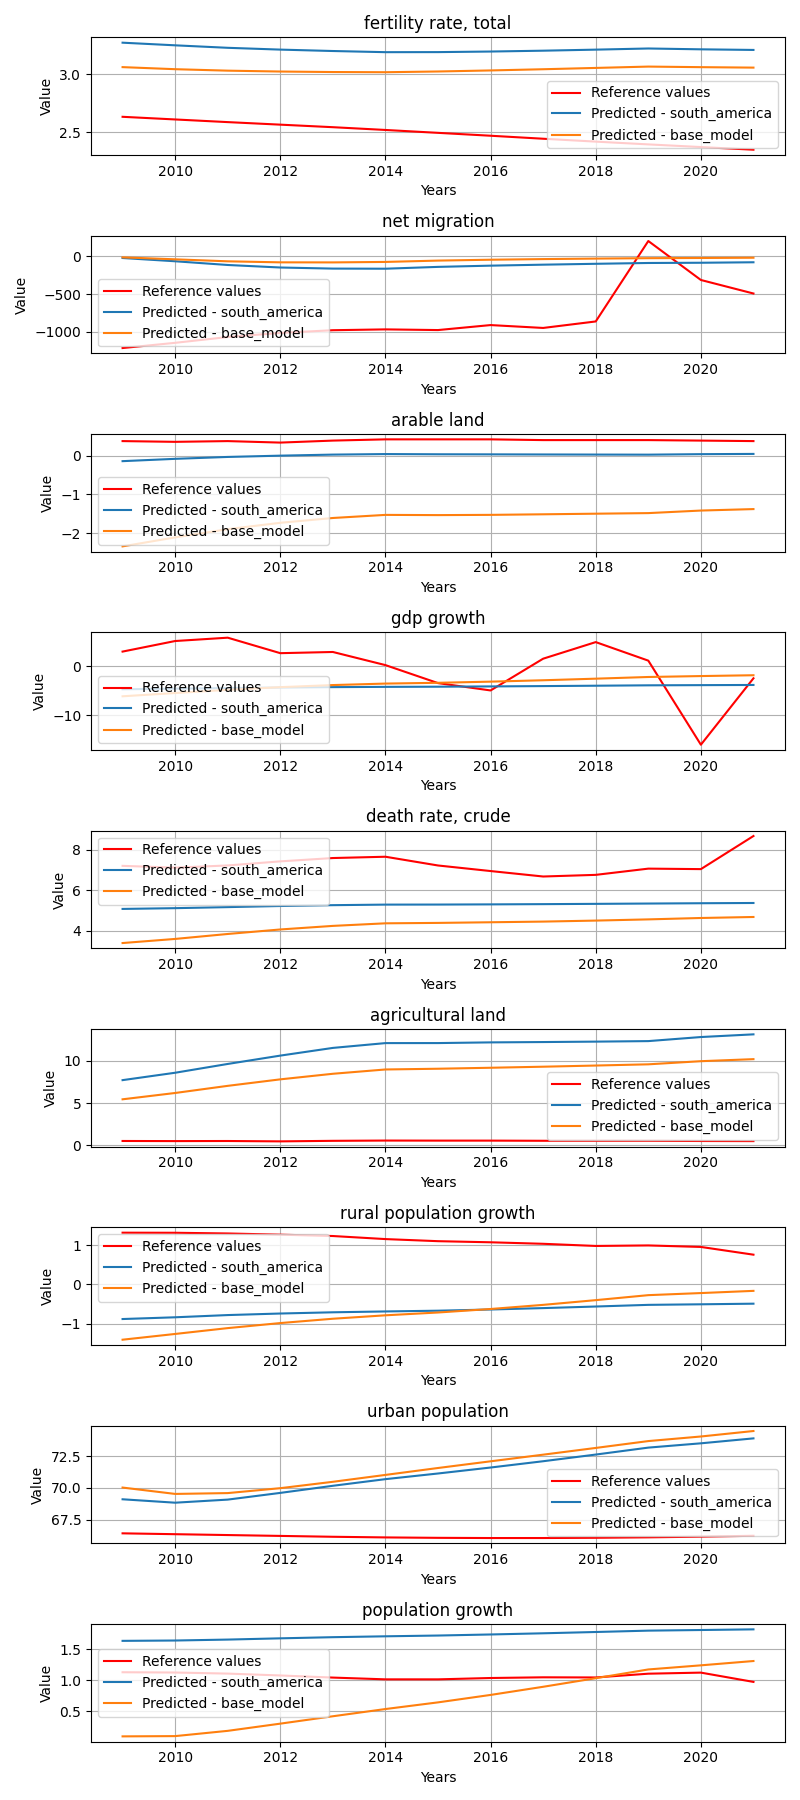 fertility rate, total
3.0
2.5
Value
Reference values
Predicted - south_america
Predicted - base_model
2010 2012 2014 2016 2018 2020
Years
net migration
0
−500
−1000
Value
Reference values
Predicted - south_america
Predicted - base_model
2010 2012 2014 2016 2018 2020
Years
arable land
0
−1
−2
Value
Reference values
Predicted - south_america
Predicted - base_model
2010 2012 2014 2016 2018 2020
Years
gdp growth
0
−10
Value
Reference values
Predicted - south_america
Predicted - base_model
2010 2012 2014 2016 2018 2020
Years
death rate, crude
8
6
4
Value
Reference values
Predicted - south_america
Predicted - base_model
2010 2012 2014 2016 2018 2020
Years
agricultural land
10
5
0
Value
Reference values
Predicted - south_america
Predicted - base_model
2010 2012 2014 2016 2018 2020
Years
rural population growth
1
0
−1
Value
Reference values
Predicted - south_america
Predicted - base_model
2010 2012 2014 2016 2018 2020
Years
urban population
72.5
70.0
67.5
Value
Reference values
Predicted - south_america
Predicted - base_model
2010 2012 2014 2016 2018 2020
Years
population growth
1.5
1.0
0.5
Value
Reference values
Predicted - south_america
Predicted - base_model
2010 2012 2014 2016 2018 2020
Years